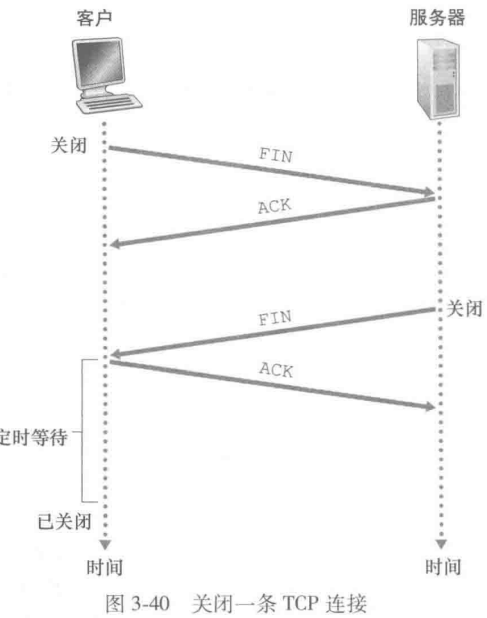 客户 服务器
关闭
FIN
ACK
关闭
FIN
ACK
定时等待
已关闭
时间 时间
图 3-40 关闭一条 TCP 连接